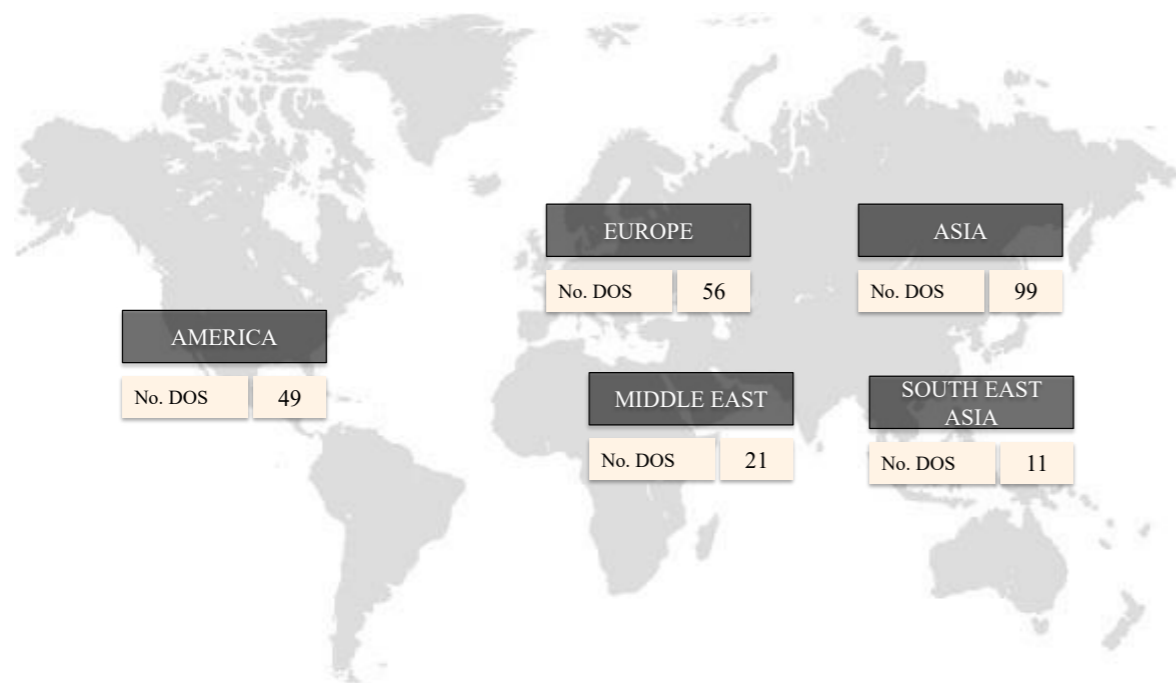 EUROPE
No. DOS 56
ASIA
No. DOS 99
AMERICA
No. DOS 49
MIDDLE EAST
No. DOS 21
SOUTH EAST
ASIA
No. DOS 11